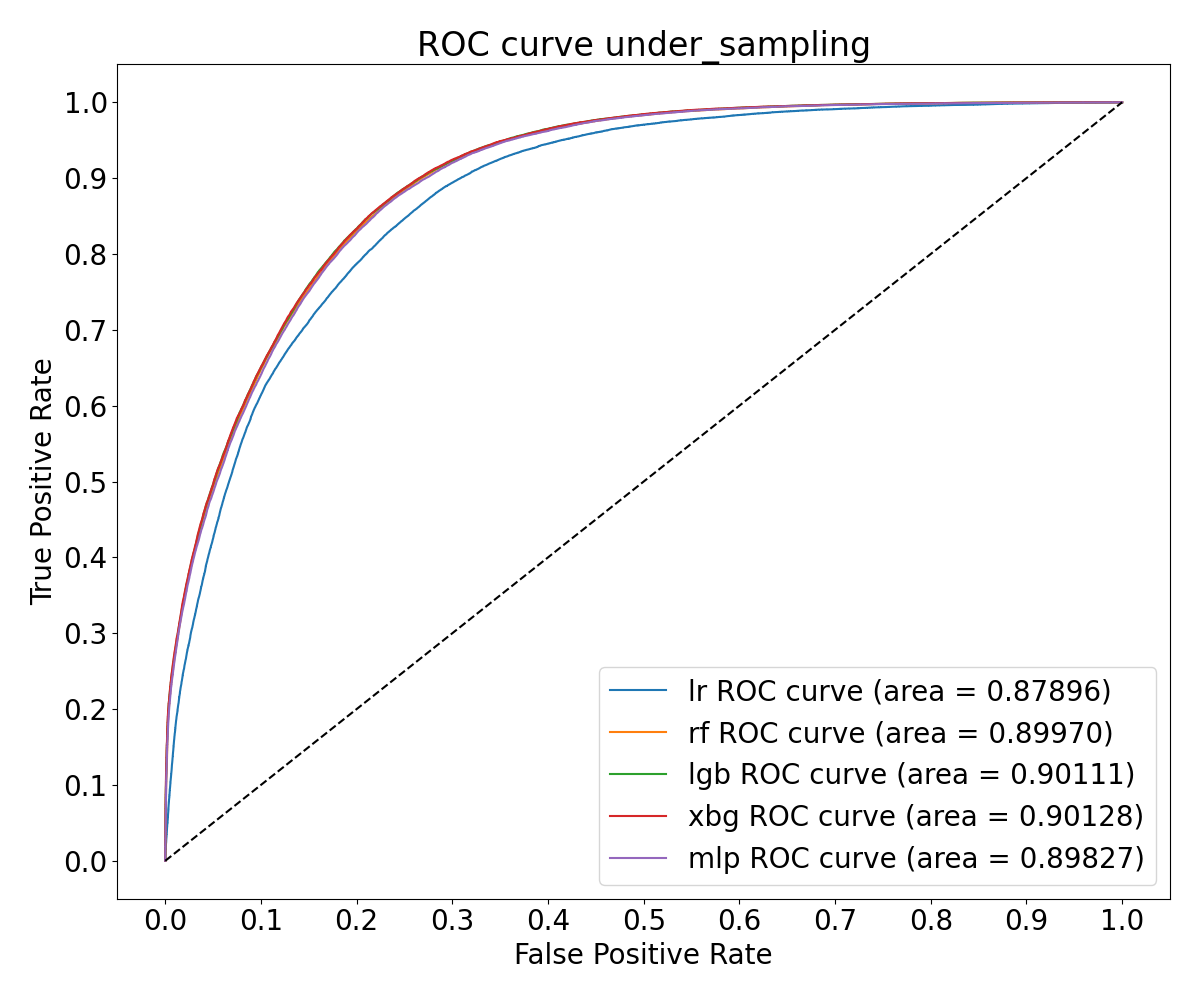 ROC curve under_sampling
1.0
0.9
0.8
0.7
0.6
0.5
0.4
0.3
0.2
0.1
0.0
True Positive Rate
lr ROC curve (area = 0.87896)
rf ROC curve (area = 0.89970)
lgb ROC curve (area = 0.90111)
xbg ROC curve (area = 0.90128)
mlp ROC curve (area = 0.89827)
0.0 0.1 0.2 0.3 0.4 0.5 0.6 0.7 0.8 0.9 1.0
False Positive Rate